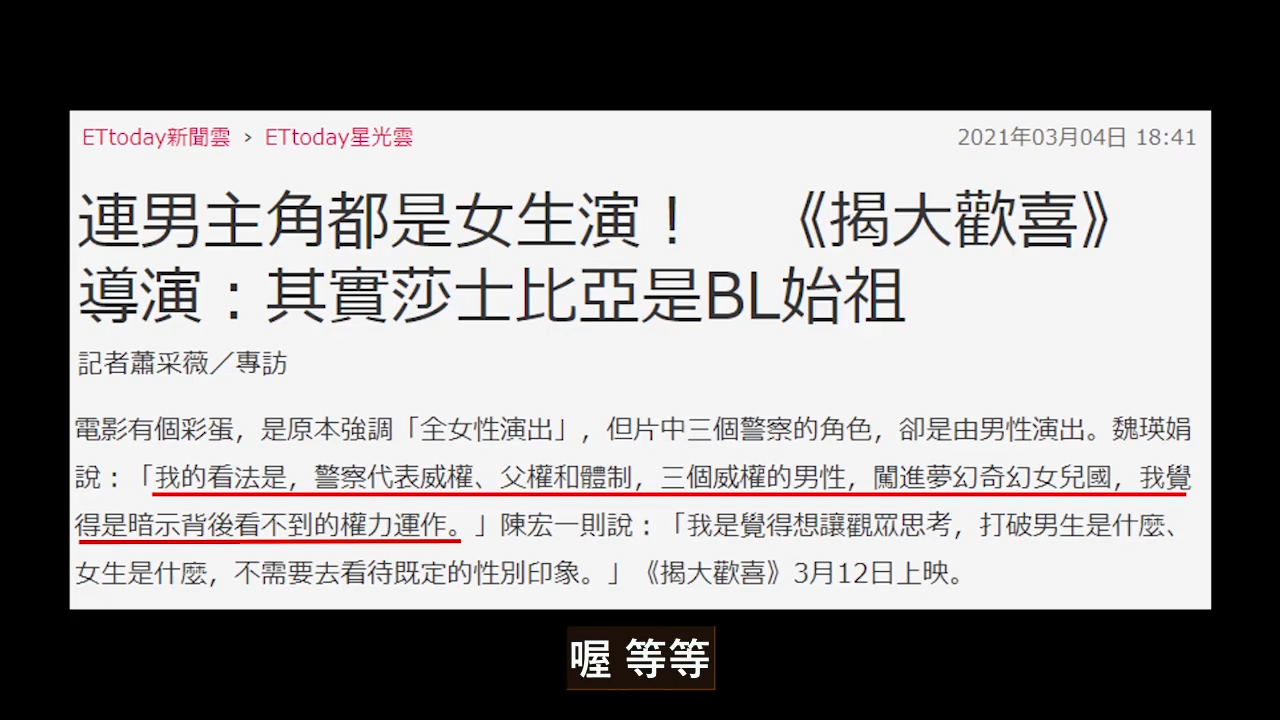 ETtoday新聞雲 › ETtoday星光雲
2021年03月04日 18:41
連男主角都是女生演! 《揭大歡喜》
導演：其實莎士比亞是BL始祖
記者蕭采薇／專訪
電影有個彩蛋，是原本強調「全女性演出」，但片中三個警察的角色，卻是由男性演出。魏瑛娟
說：「我的看法是，警察代表威權、父權和體制，三個威權的男性，闖進夢幻奇幻女兒國，我覺
得是暗示背後看不到的權力運作。」陳宏一則說：「我是覺得想讓觀眾思考，打破男生是什麼、
女生是什麼，不需要去看待既定的性別印象。」《揭大歡喜》3月12日上映。
喔 等等